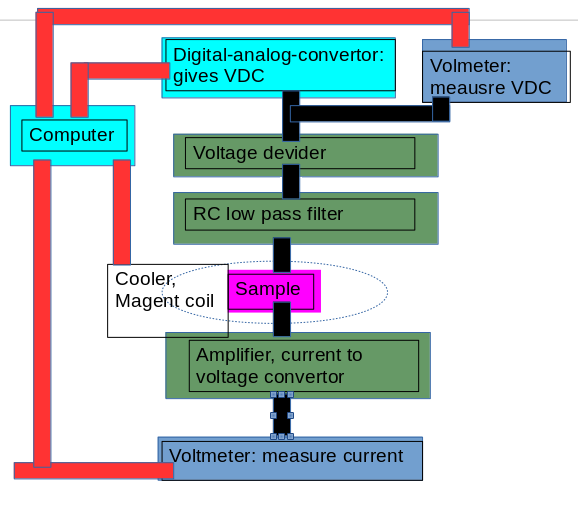 Digital-analog-convertor:
gives VDC
Volmeter:
meausre VDC
Computer
Voltage devider
RC low pass filter
Cooler,
Magent coil
Sample
Amplifier, current to
voltage convertor
Voltmeter: measure current